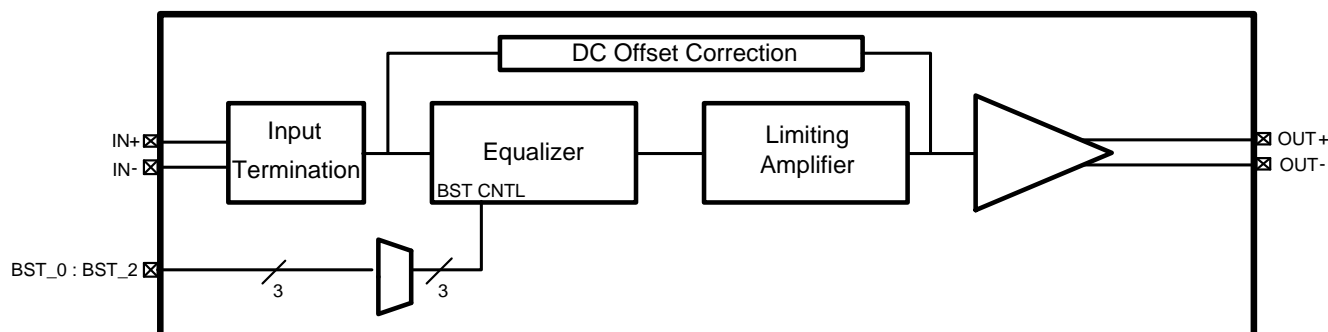 DC Offset Correction
IN+
IN-
Input
Termination
Equalizer
BST CNTL
Limiting
Amplifier
OUT+
OUT-
BST_0 : BST_2
3
3